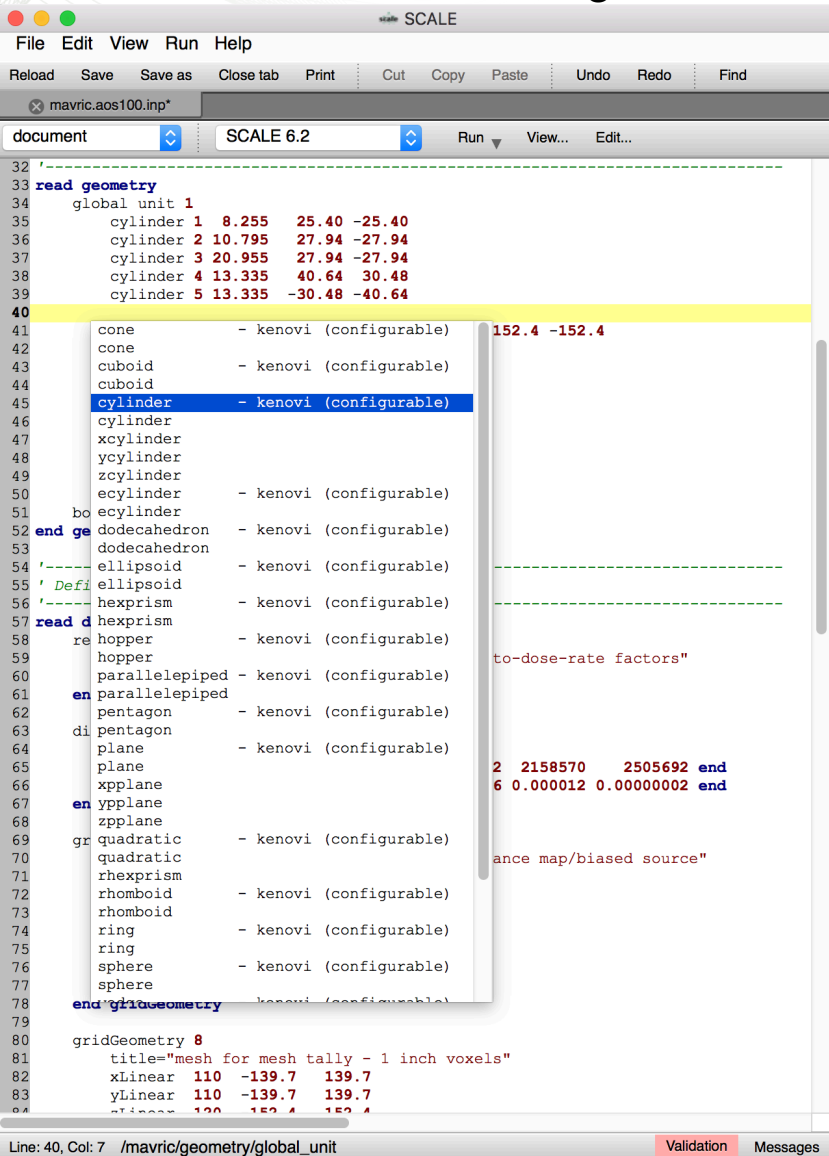 SCALE
File Edit View Run Help
Reload Save Save as Close tab Print Cut Copy Paste Undo Redo Find
mavric.aos100.inp*
document SCALE 6.2 Run View... Edit...
32 '--------------------------------------------------------------------------------
33 read geometry
34 global unit 1
35 cylinder 1 8.255 25.40 -25.40
36 cylinder 2 10.795 27.94 -27.94
37 cylinder 3 20.955 27.94 -27.94
38 cylinder 4 13.335 40.64 30.48
39 cylinder 5 13.335 -30.48 -40.64
40
41 152.4 -152.4
42
43
44
45
46
47
48
49
50
51 bo
52 end ge
53
54 '-----
55 ' Defi
56 '-----
57 read d
58 re
59 to-dose-rate factors"
60
61 en
62
63 di
64
65 2 2158570 2505692 end
66 6 0.000012 0.00000002 end
67 en
68
69 gr
70 ance map/biased source"
71
72
73
74
75
76
77
78 end gridGeometry
79
80 gridGeometry 8
81 title="mesh for mesh tally - 1 inch voxels"
82 xLinear 110 -139.7 139.7
83 yLinear 110 -139.7 139.7
cone - kenovi (configurable)
cone
cuboid - kenovi (configurable)
cuboid
cylinder - kenovi (configurable)
cylinder
xcylinder
ycylinder
zcylinder
ecylinder - kenovi (configurable)
ecylinder
dodecahedron - kenovi (configurable)
dodecahedron
ellipsoid - kenovi (configurable)
ellipsoid
hexprism - kenovi (configurable)
hexprism
hopper - kenovi (configurable)
hopper
parallelepiped - kenovi (configurable)
parallelepiped
pentagon - kenovi (configurable)
pentagon
plane - kenovi (configurable)
plane
xpplane
ypplane
zpplane
quadratic - kenovi (configurable)
quadratic
rhexprism
rhomboid - kenovi (configurable)
rhomboid
ring - kenovi (configurable)
ring
sphere - kenovi (configurable)
sphere
Line: 40, Col: 7 /mavric/geometry/global_unit Validation Messages